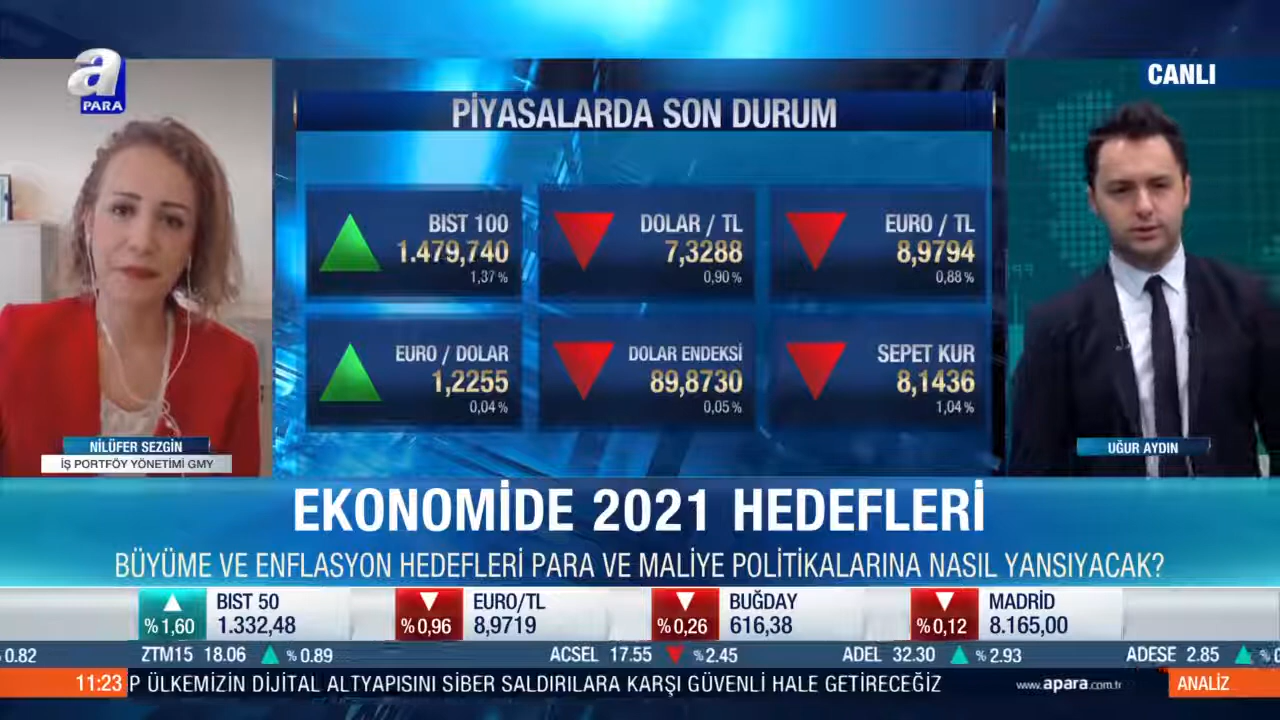 a
PARA
CANLI
PİYASALARDA SON DURUM
BIST 100
1.479,740
1,37 %
DOLAR / TL
7,3288
0,90 %
EURO / TL
8,9794
0,88 %
EURO / DOLAR
1,2255
0,04 %
DOLAR ENDEKSİ
89,8730
0,05 %
SEPET KUR
8,1436
1,04 %
NİLÜFER SEZGİN
İŞ PORTFÖY YÖNETİMİ GMY
UĞUR AYDIN
EKONOMİDE 2021 HEDEFLERİ
BÜYÜME VE ENFLASYON HEDEFLERİ PARA VE MALİYE POLİTİKALARINA NASIL YANSIYACAK?
% 1,60 BIST 50 1.332,48
% 0,96 EURO/TL 8,9719
% 0,26 BUĞDAY 616,38
% 0,12 MADRİD 8.165,00
0.82 ZTM15 18.06 % 0.89 ACSEL 17.55 % 2.45 ADEL 32.30 % 2.93 ADESE 2.85 %
11:23 P ÜLKEMİZİN DİJİTAL ALTYAPISINI SİBER SALDIRILARA KARŞI GÜVENLİ HALE GETİRECEĞİZ www.apara.com.tr ANALİZ